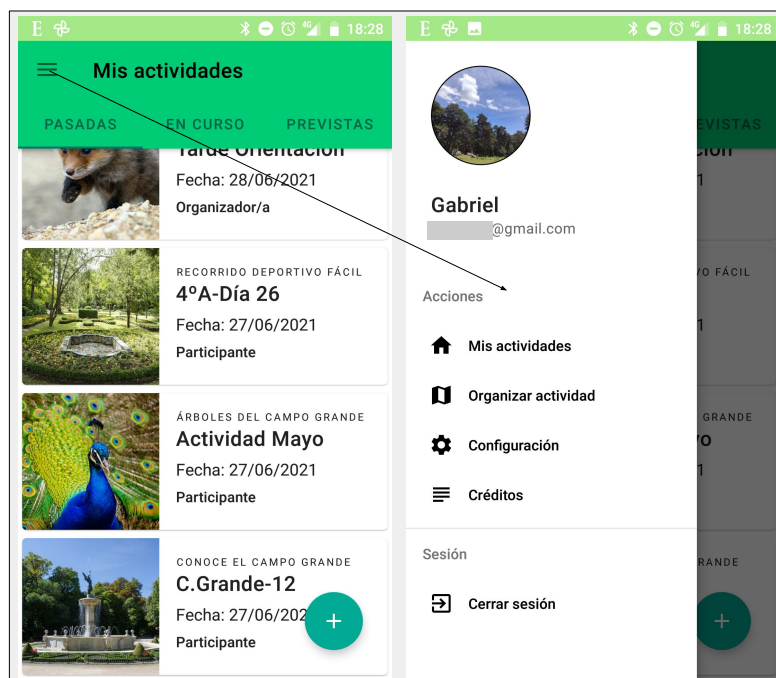 E 4G 18:28
Mis actividades
PASADAS EN CURSO PREVISTAS
Tarde Orientación
Fecha: 28/06/2021
Organizador/a
RECORRIDO DEPORTIVO FÁCIL
4ºA-Día 26
Fecha: 27/06/2021
Participante
ÁRBOLES DEL CAMPO GRANDE
Actividad Mayo
Fecha: 27/06/2021
Participante
CONOCE EL CAMPO GRANDE
C.Grande-12
Fecha: 27/06/202
Participante
+
E 4G 18:28
Gabriel
@gmail.com
Acciones
Mis actividades
Organizar actividad
Configuración
Créditos
Sesión
Cerrar sesión
EVISTAS
ción
1
O FÁCIL
1
GRANDE
o
1
RANDE
+